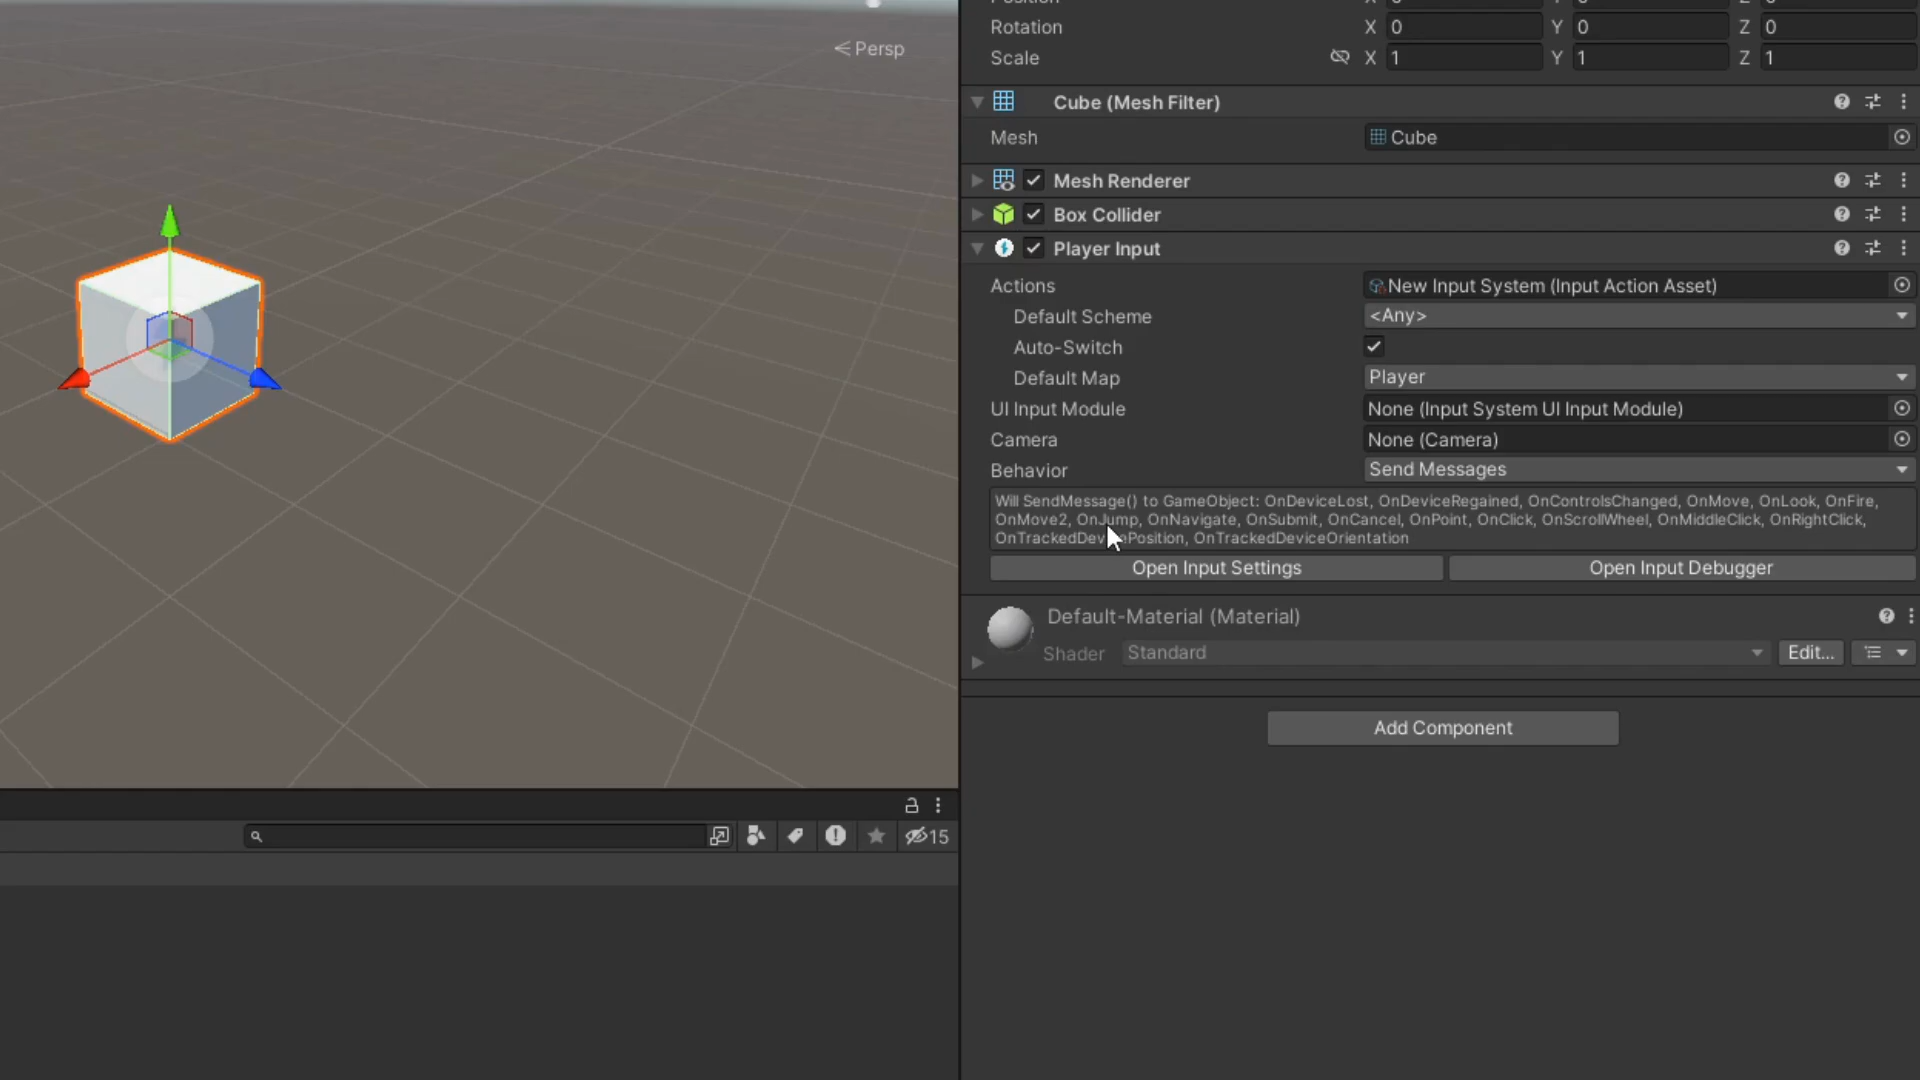 Persp
Position X 0 Y 0 Z 0
Rotation X 0 Y 0 Z 0
Scale X 1 Y 1 Z 1
Cube (Mesh Filter)
Mesh Cube
Mesh Renderer
Box Collider
Player Input
Actions New Input System (Input Action Asset)
Default Scheme <Any>
Auto-Switch
Default Map Player
UI Input Module None (Input System UI Input Module)
Camera None (Camera)
Behavior Send Messages
Will SendMessage() to GameObject: OnDeviceLost, OnDeviceRegained, OnControlsChanged, OnMove, OnLook, OnFire,
OnMove2, OnJump, OnNavigate, OnSubmit, OnCancel, OnPoint, OnClick, OnScrollWheel, OnMiddleClick, OnRightClick,
OnTrackedDevicePosition, OnTrackedDeviceOrientation
Open Input Settings Open Input Debugger
Default-Material (Material)
Shader Standard Edit...
Add Component
15